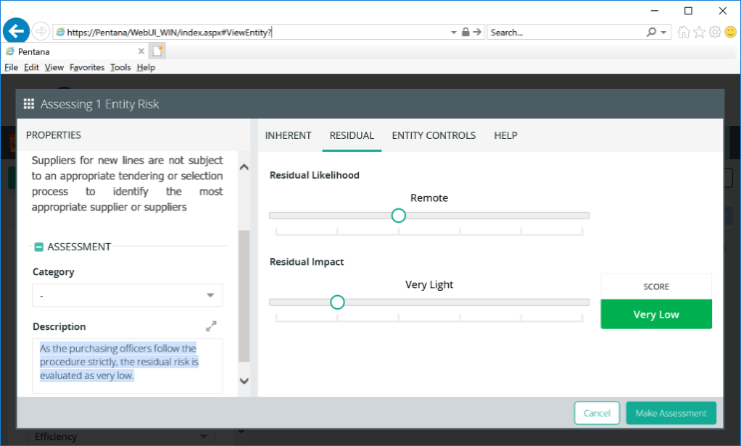 https://Pentana/WebUI_WIN/index.aspx#ViewEntity?
Search...
Pentana
File Edit View Favorites Tools Help
Assessing 1 Entity Risk
PROPERTIES
INHERENT RESIDUAL ENTITY CONTROLS HELP
Suppliers for new lines are not subject
to an appropriate tendering or selection
process to identify the most
appropriate supplier or suppliers
ASSESSMENT
Category
-
Description
As the purchasing officers follow the
procedure strictly, the residual risk is
evaluated as very low.
Residual Likelihood
Remote
Residual Impact
Very Light
SCORE
Very Low
Cancel
Make Assessment
Efficiency